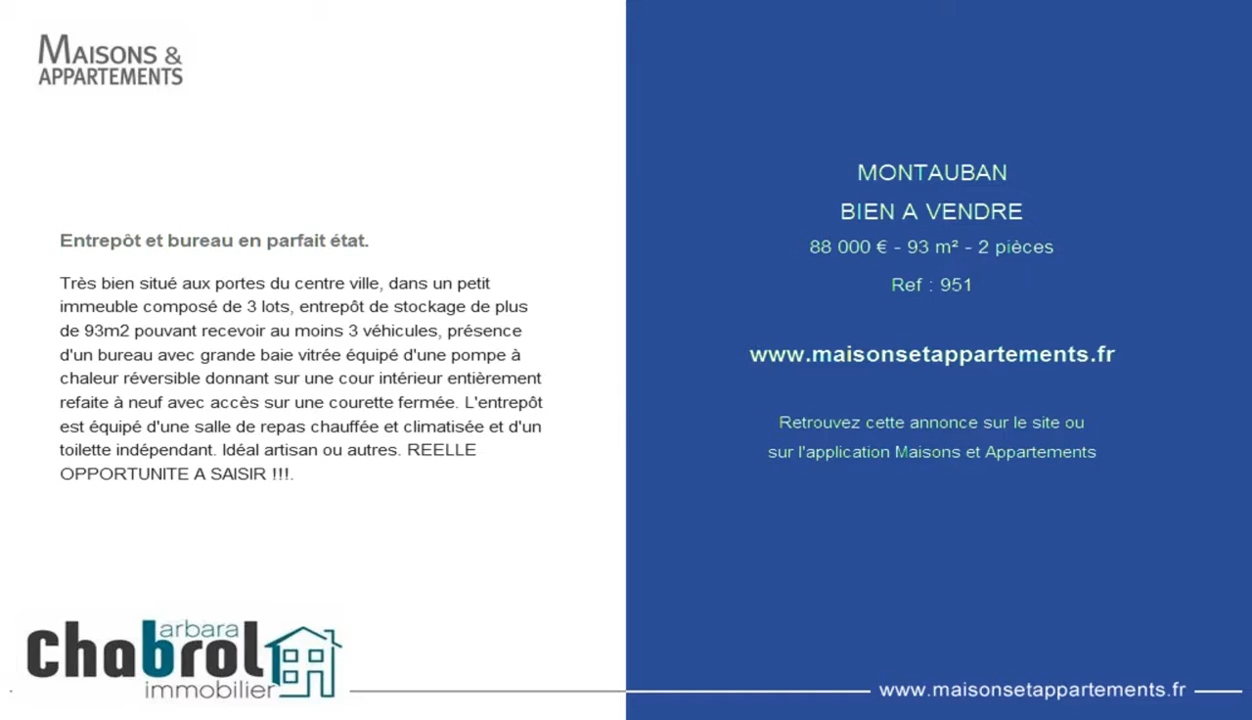 MAISONS &
APPARTEMENTS
Entrepôt et bureau en parfait état.
Très bien situé aux portes du centre ville, dans un petit
immeuble composé de 3 lots, entrepôt de stockage de plus
de 93m2 pouvant recevoir au moins 3 véhicules, présence
d'un bureau avec grande baie vitrée équipé d'une pompe à
chaleur réversible donnant sur une cour intérieur entièrement
refaite à neuf avec accès sur une courette fermée. L'entrepôt
est équipé d'une salle de repas chauffée et climatisée et d'un
toilette indépendant. Idéal artisan ou autres. REELLE
OPPORTUNITE A SAISIR !!!.
MONTAUBAN
BIEN A VENDRE
88 000 € - 93 m² - 2 pièces
Ref : 951
www.maisonsetappartements.fr
Retrouvez cette annonce sur le site ou
sur l'application Maisons et Appartements
arbara
Chabrol
immobilier
www.maisonsetappartements.fr